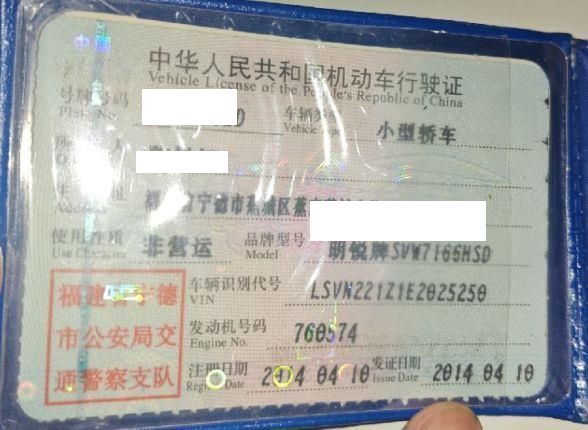 中国
中华人民共和国机动车行驶证
Vehicle License of the People's Republic of China
号牌号码
Plate No.
车辆类型
Vehicle Type
小型轿车
人
址
Address
宁德市蕉城区蕉
使用性质
Use Character
非营运
品牌型号
Model
明锐牌SVW7166HSD
车辆识别代号
VIN
LSVN221Z1E2025250
发动机号码
Engine No.
760574
注册日期
Register Date
2014 04 10
发证日期
Issue Date
2014 04 10
福建省宁德
市公安局交
通警察支队